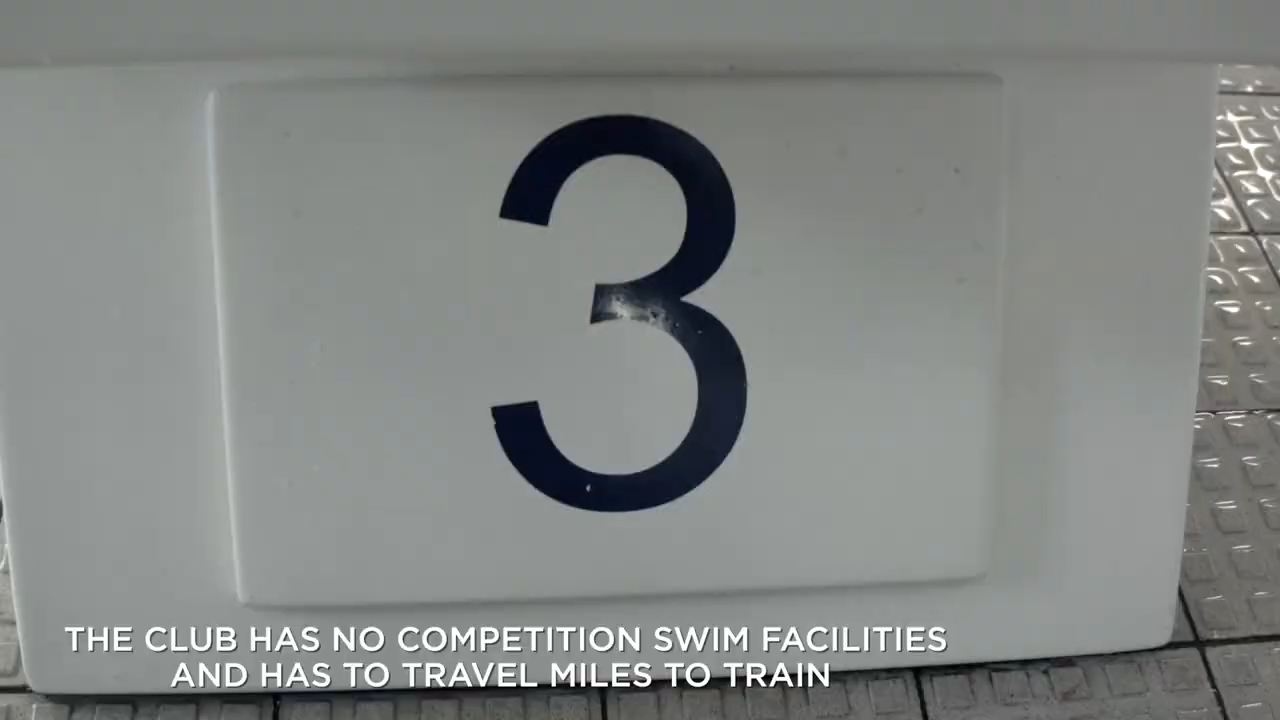 3
THE CLUB HAS NO COMPETITION SWIM FACILITIES
AND HAS TO TRAVEL MILES TO TRAIN